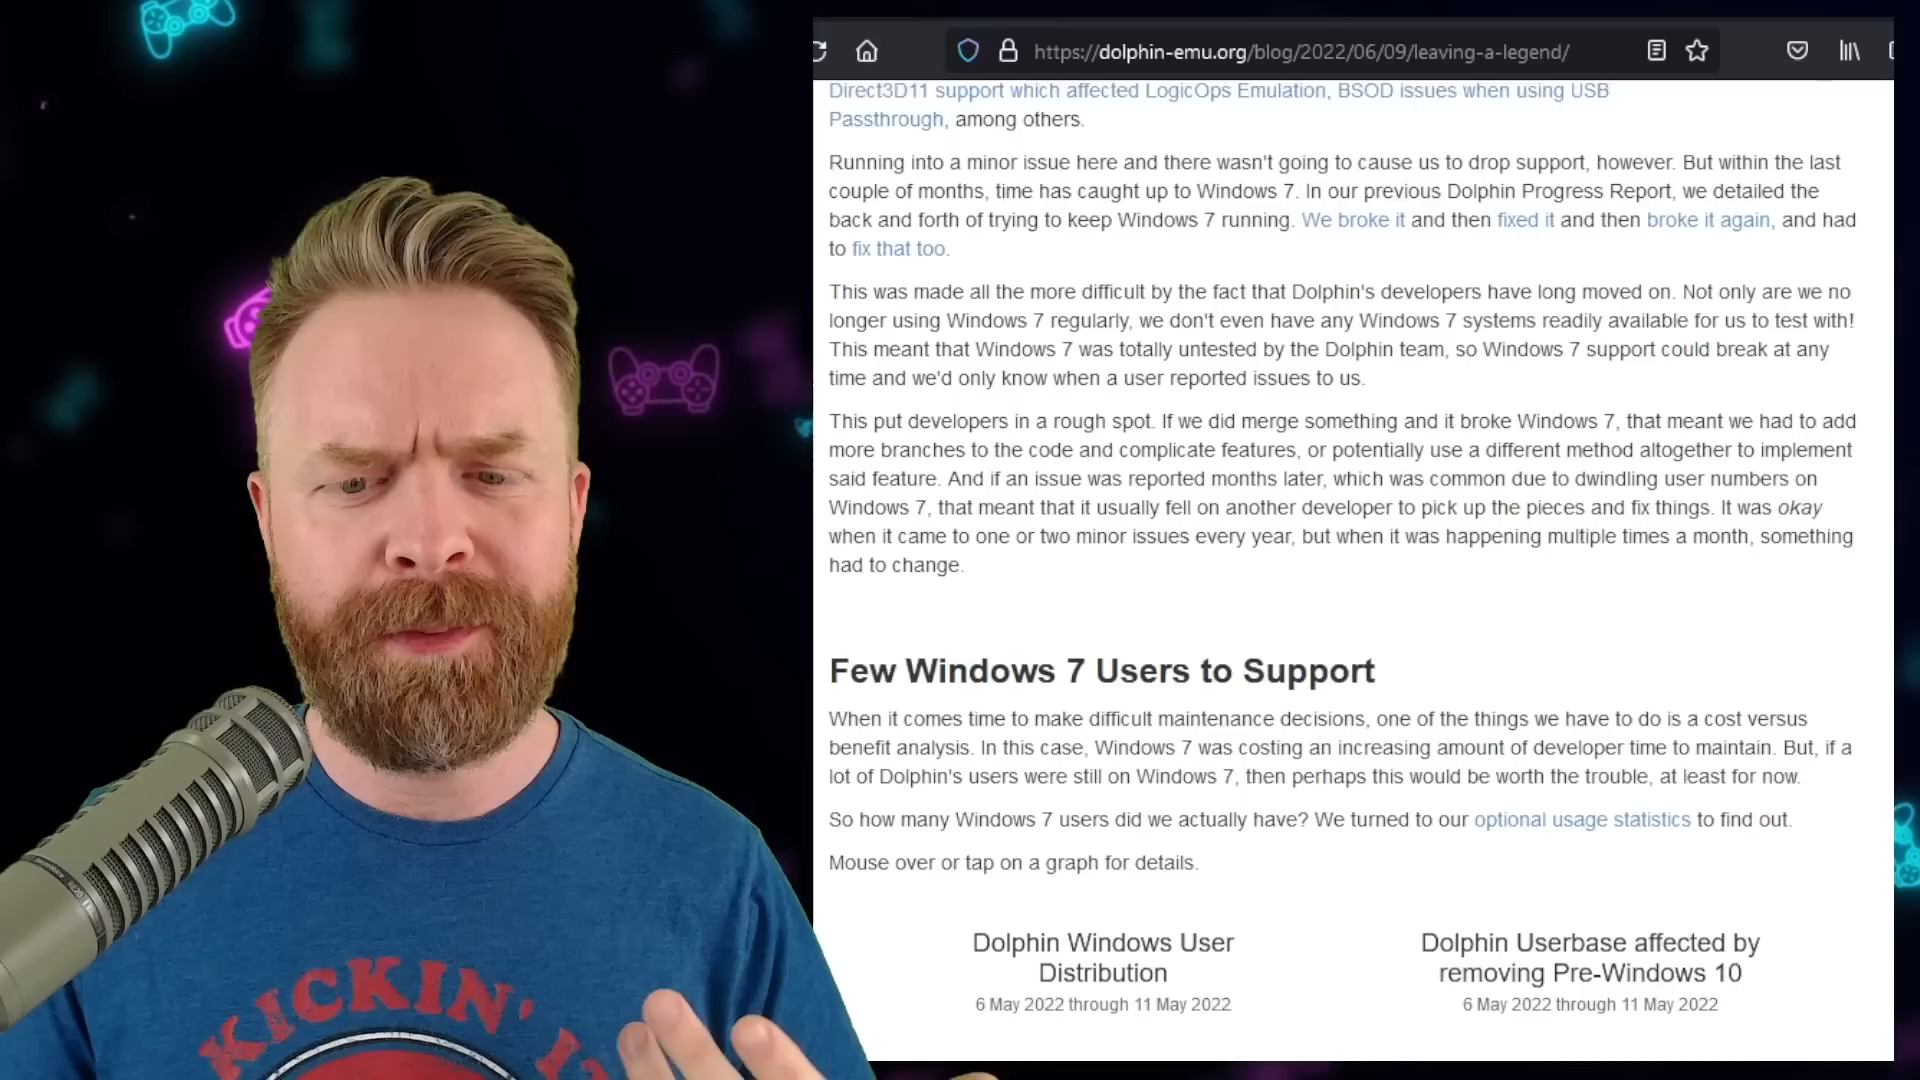 https://dolphin-emu.org/blog/2022/06/09/leaving-a-legend/
Direct3D11 support which affected LogicOps Emulation, BSOD issues when using USB
Passthrough, among others.
Running into a minor issue here and there wasn't going to cause us to drop support, however. But within the last
couple of months, time has caught up to Windows 7. In our previous Dolphin Progress Report, we detailed the
back and forth of trying to keep Windows 7 running. We broke it and then fixed it and then broke it again, and had
to fix that too.
This was made all the more difficult by the fact that Dolphin's developers have long moved on. Not only are we no
longer using Windows 7 regularly, we don't even have any Windows 7 systems readily available for us to test with!
This meant that Windows 7 was totally untested by the Dolphin team, so Windows 7 support could break at any
time and we'd only know when a user reported issues to us.
This put developers in a rough spot. If we did merge something and it broke Windows 7, that meant we had to add
more branches to the code and complicate features, or potentially use a different method altogether to implement
said feature. And if an issue was reported months later, which was common due to dwindling user numbers on
Windows 7, that meant that it usually fell on another developer to pick up the pieces and fix things. It was okay
when it came to one or two minor issues every year, but when it was happening multiple times a month, something
had to change.
Few Windows 7 Users to Support
When it comes time to make difficult maintenance decisions, one of the things we have to do is a cost versus
benefit analysis. In this case, Windows 7 was costing an increasing amount of developer time to maintain. But, if a
lot of Dolphin's users were still on Windows 7, then perhaps this would be worth the trouble, at least for now.
So how many Windows 7 users did we actually have? We turned to our optional usage statistics to find out.
Mouse over or tap on a graph for details.
Dolphin Windows User
Distribution
6 May 2022 through 11 May 2022
Dolphin Userbase affected by
removing Pre-Windows 10
6 May 2022 through 11 May 2022
KICKIN'